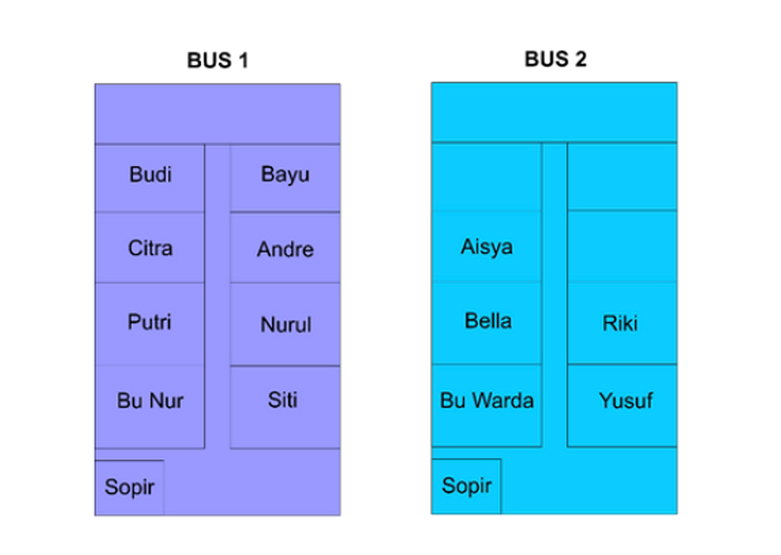 BUS 1
Budi
Bayu
Citra
Andre
Putri
Nurul
Bu Nur
Siti
Sopir
BUS 2
Aisya
Bella
Riki
Bu Warda
Yusuf
Sopir